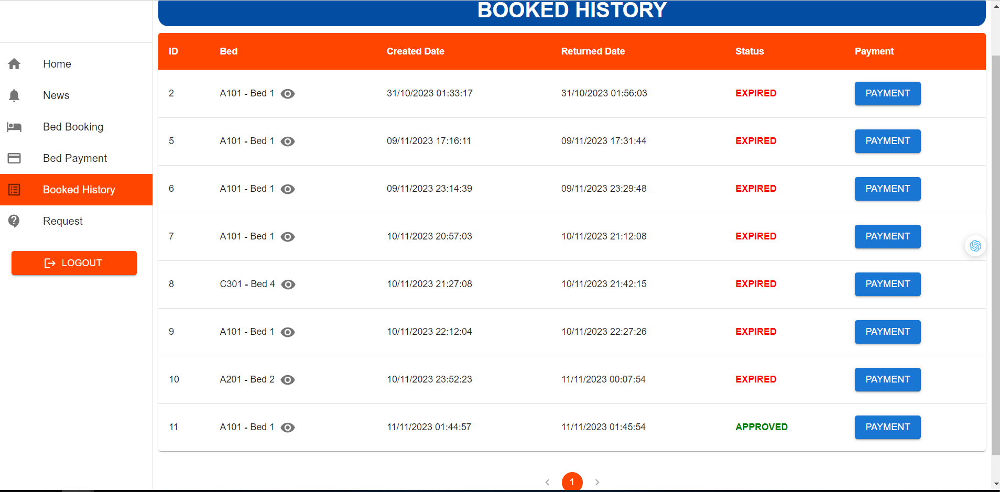 BOOKED HISTORY
Home
News
Bed Booking
Bed Payment
Booked History
Request
LOGOUT
ID Bed Created Date Returned Date Status Payment
2 A101 - Bed 1 31/10/2023 01:33:17 31/10/2023 01:56:03 EXPIRED PAYMENT
5 A101 - Bed 1 09/11/2023 17:16:11 09/11/2023 17:31:44 EXPIRED PAYMENT
6 A101 - Bed 1 09/11/2023 23:14:39 09/11/2023 23:29:48 EXPIRED PAYMENT
7 A101 - Bed 1 10/11/2023 20:57:03 10/11/2023 21:12:08 EXPIRED PAYMENT
8 C301 - Bed 4 10/11/2023 21:27:08 10/11/2023 21:42:15 EXPIRED PAYMENT
9 A101 - Bed 1 10/11/2023 22:12:04 10/11/2023 22:27:26 EXPIRED PAYMENT
10 A201 - Bed 2 10/11/2023 23:52:23 11/11/2023 00:07:54 EXPIRED PAYMENT
11 A101 - Bed 1 11/11/2023 01:44:57 11/11/2023 01:45:54 APPROVED PAYMENT
1